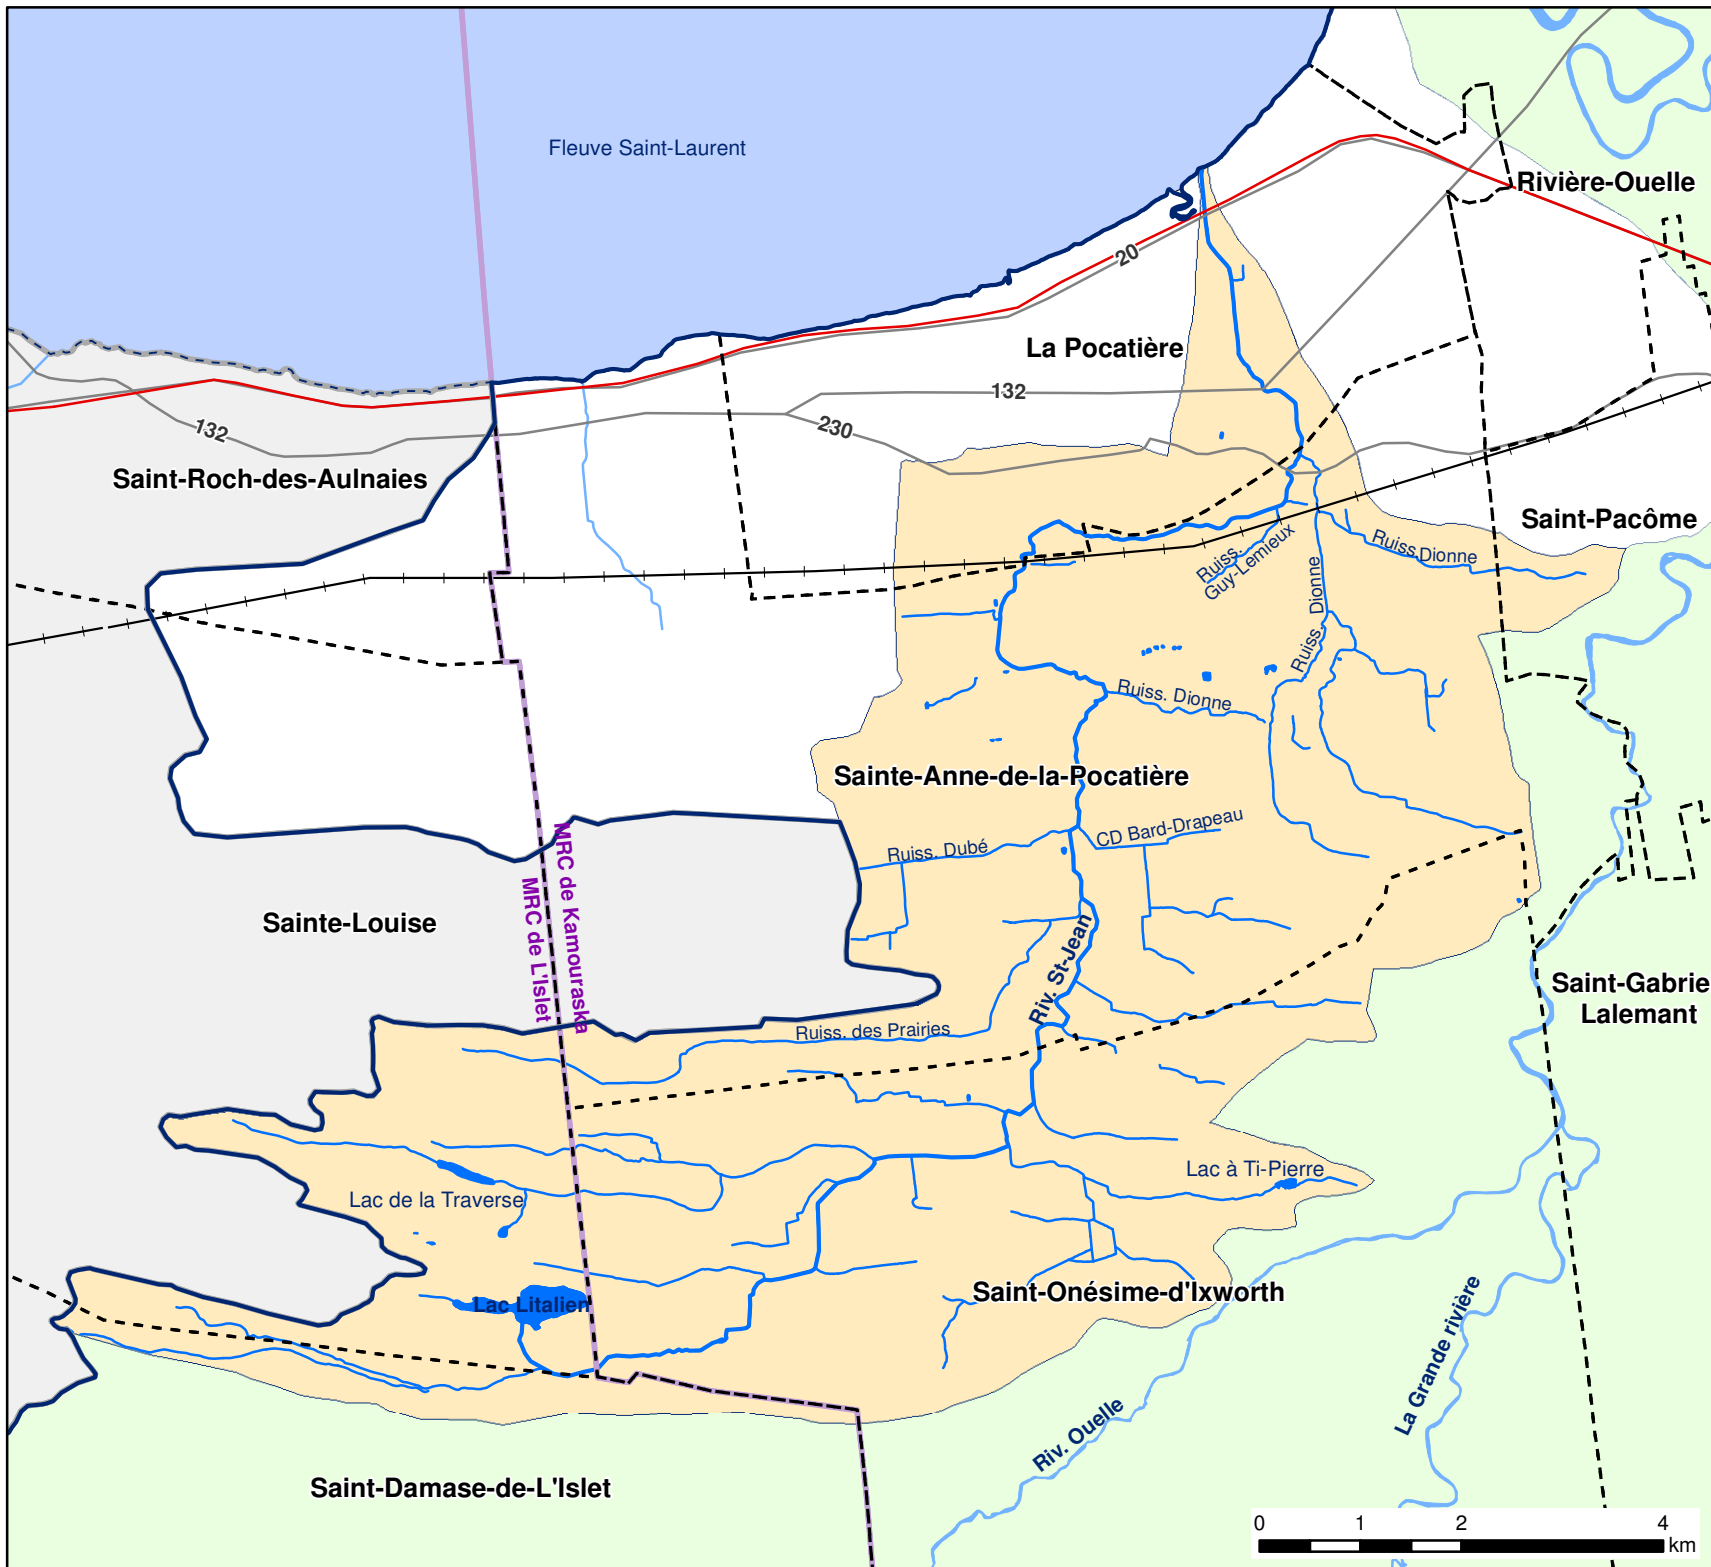 Fleuve Saint-Laurent
Rivière-Ouelle
20
La Pocatière
132
132
230
Saint-Roch-des-Aulnaies
Saint-Pacôme
Ruiss. Dionne
Ruiss.
Guy-Lemieux
Ruiss. Dionne
Ruiss. Dionne
Sainte-Anne-de-la-Pocatière
CD Bard-Drapeau
Ruiss. Dubé
MRC de Kamouraska
MRC de L'Islet
Sainte-Louise
Riv. St-Jean
Saint-Gabrie
Lalemant
Ruiss. des Prairies
Lac à Ti-Pierre
Lac de la Traverse
Saint-Onésime-d'Ixworth
Lac Litalien
La Grande rivière
Riv. Ouelle
Saint-Damase-de-L'Islet
0 1 2 4
km